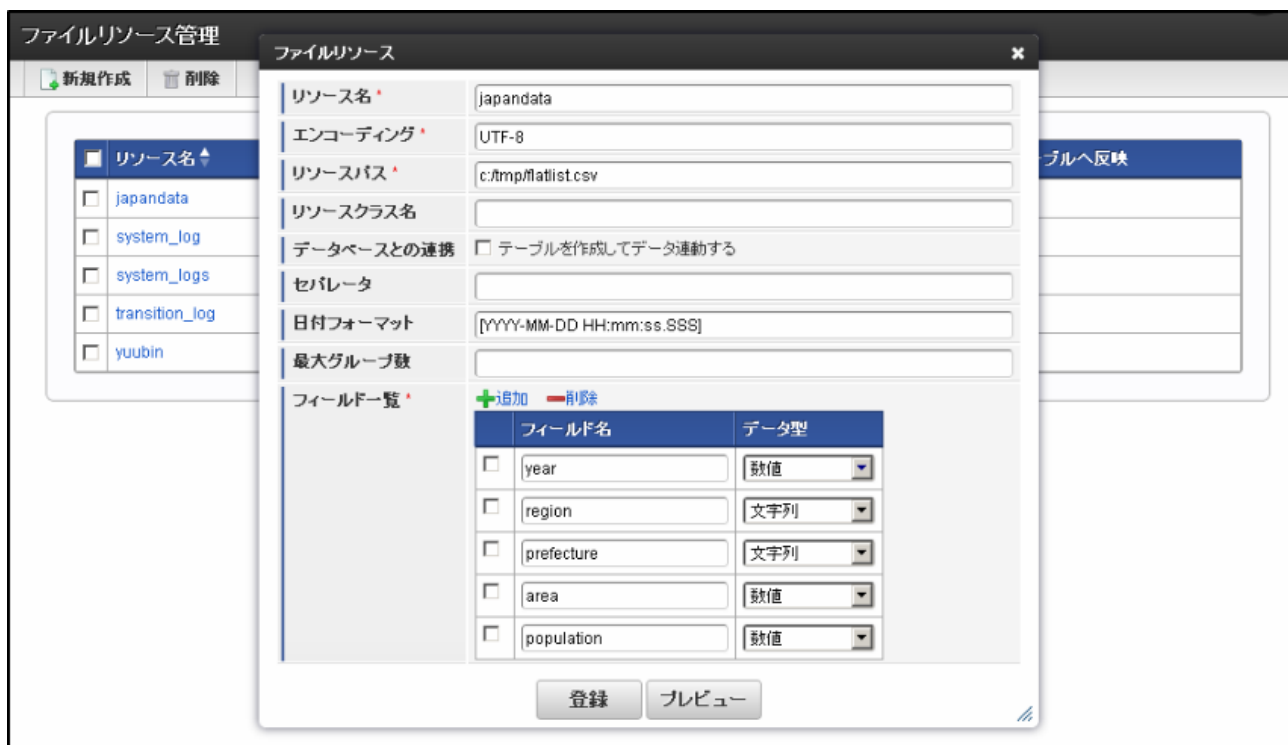 ファイルリソース管理
新規作成 削除
リソース名
ブルへ反映
japandata
system_log
system_logs
transition_log
yuubin
ファイルリソース
リソース名 * japandata
エンコーディング * UTF-8
リソースパス * c:/tmp/flatlist.csv
リソースクラス名
データベースとの連携 テーブルを作成してデータ連動する
セパレータ
日付フォーマット [YYYY-MM-DD HH:mm:ss.SSS]
最大グループ数
フィールド一覧 * 追加 削除
フィールド名 データ型
year 数値
region 文字列
prefecture 文字列
area 数値
population 数値
登録 プレビュー